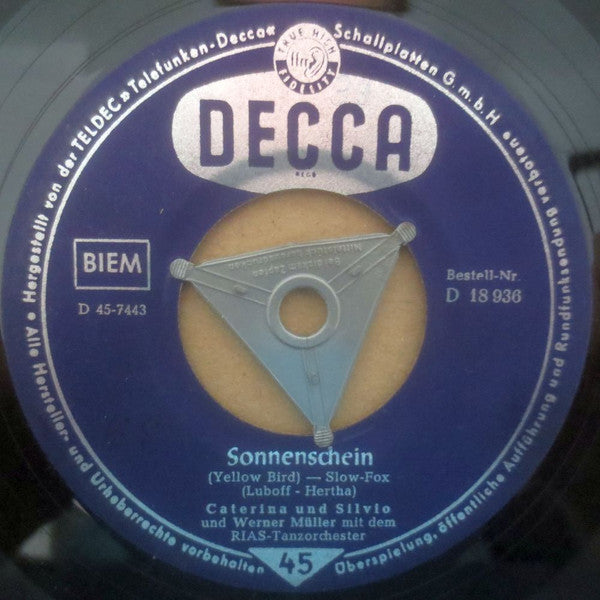 Alle Hersteller- und Urheberrechte vorbehalten
● Hergestellt von der TELDEC »Telefunken-Decca« Schallplatten G.m.b.H
Überspielung, öffentliche Aufführung und Rundfunksendung verboten
TRUE HIGH FIDELITY
DECCA
REGD
BIEM
D 45-7443
Bestell-Nr.
D 18 936
Sonnenschein
(Yellow Bird) — Slow-Fox
(Luboff - Hertha)
Caterina und Silvio
und Werner Müller mit dem
RIAS-Tanzorchester
45